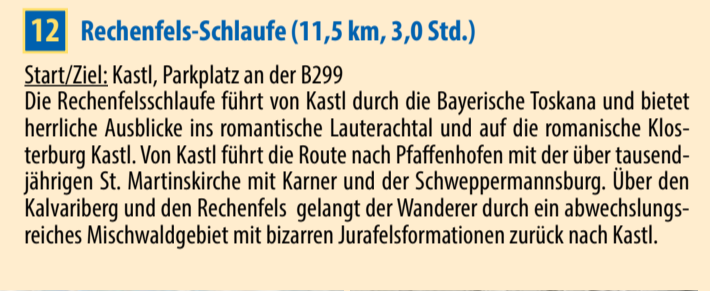 12 Rechenfels-Schlaufe (11,5 km, 3,0 Std.)
Start/Ziel: Kastl, Parkplatz an der B299
Die Rechenfelsschlaufe führt von Kastl durch die Bayerische Toskana und bietet
herrliche Ausblicke ins romantische Lauterachtal und auf die romanische Klos-
terburg Kastl. Von Kastl führt die Route nach Pfaffenhofen mit der über tausend-
jährigen St. Martinskirche mit Karner und der Schweppermannsburg. Über den
Kalvariberg und den Rechenfels gelangt der Wanderer durch ein abwechslungs-
reiches Mischwaldgebiet mit bizarren Jurafelsformationen zurück nach Kastl.